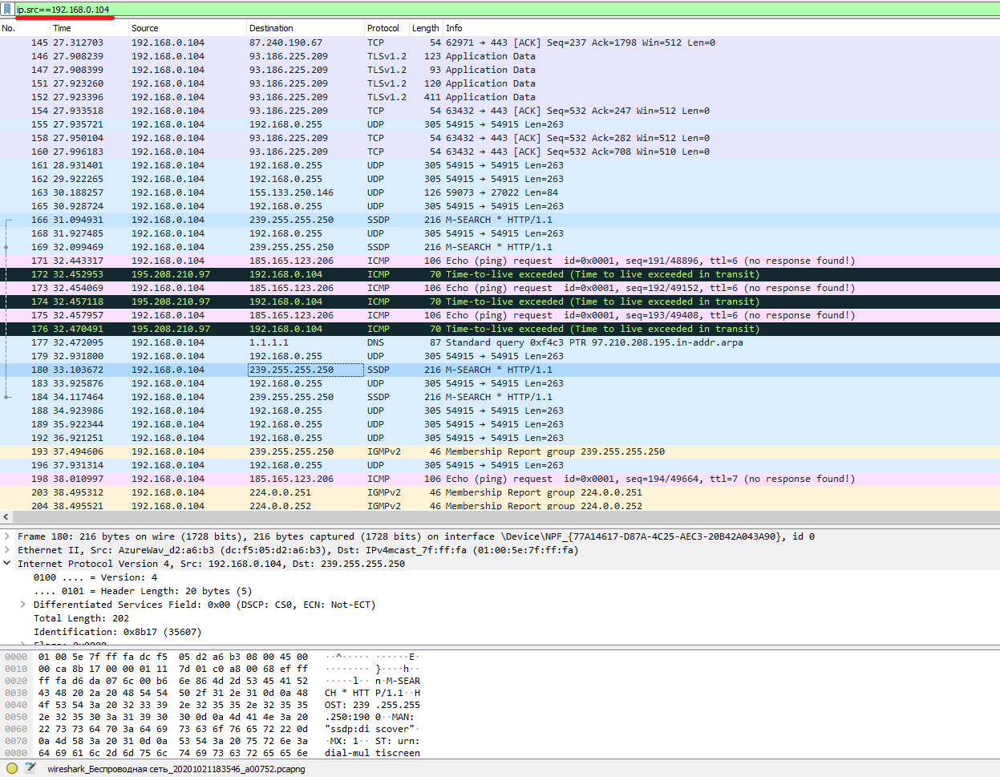 ip.src==192.168.0.104
No. Time Source Destination Protocol Length Info
145 27.312703 192.168.0.104 87.240.190.67 TCP 54 62971 → 443 [ACK] Seq=237 Ack=1798 Win=512 Len=0
146 27.908239 192.168.0.104 93.186.225.209 TLSv1.2 123 Application Data
147 27.908399 192.168.0.104 93.186.225.209 TLSv1.2 93 Application Data
151 27.923260 192.168.0.104 93.186.225.209 TLSv1.2 120 Application Data
152 27.923396 192.168.0.104 93.186.225.209 TLSv1.2 411 Application Data
154 27.933518 192.168.0.104 93.186.225.209 TCP 54 63432 → 443 [ACK] Seq=532 Ack=247 Win=512 Len=0
155 27.935721 192.168.0.104 192.168.0.255 UDP 305 54915 → 54915 Len=263
158 27.950104 192.168.0.104 93.186.225.209 TCP 54 63432 → 443 [ACK] Seq=532 Ack=282 Win=512 Len=0
160 27.996183 192.168.0.104 93.186.225.209 TCP 54 63432 → 443 [ACK] Seq=532 Ack=708 Win=510 Len=0
161 28.931401 192.168.0.104 192.168.0.255 UDP 305 54915 → 54915 Len=263
162 29.922265 192.168.0.104 192.168.0.255 UDP 305 54915 → 54915 Len=263
163 30.188257 192.168.0.104 155.133.250.146 UDP 126 59073 → 27022 Len=84
165 30.928724 192.168.0.104 192.168.0.255 UDP 305 54915 → 54915 Len=263
166 31.094931 192.168.0.104 239.255.255.250 SSDP 216 M-SEARCH * HTTP/1.1
168 31.927485 192.168.0.104 192.168.0.255 UDP 305 54915 → 54915 Len=263
169 32.099469 192.168.0.104 239.255.255.250 SSDP 216 M-SEARCH * HTTP/1.1
171 32.443317 192.168.0.104 185.165.123.206 ICMP 106 Echo (ping) request id=0x0001, seq=191/48896, ttl=6 (no response found!)
172 32.452953 195.208.210.97 192.168.0.104 ICMP 70 Time-to-live exceeded (Time to live exceeded in transit)
173 32.454069 192.168.0.104 185.165.123.206 ICMP 106 Echo (ping) request id=0x0001, seq=192/49152, ttl=6 (no response found!)
174 32.457118 195.208.210.97 192.168.0.104 ICMP 70 Time-to-live exceeded (Time to live exceeded in transit)
175 32.457957 192.168.0.104 185.165.123.206 ICMP 106 Echo (ping) request id=0x0001, seq=193/49408, ttl=6 (no response found!)
176 32.470491 195.208.210.97 192.168.0.104 ICMP 70 Time-to-live exceeded (Time to live exceeded in transit)
177 32.472095 192.168.0.104 1.1.1.1 DNS 87 Standard query 0xf4c3 PTR 97.210.208.195.in-addr.arpa
179 32.931800 192.168.0.104 192.168.0.255 UDP 305 54915 → 54915 Len=263
180 33.103672 192.168.0.104 239.255.255.250 SSDP 216 M-SEARCH * HTTP/1.1
183 33.925876 192.168.0.104 192.168.0.255 UDP 305 54915 → 54915 Len=263
184 34.117464 192.168.0.104 239.255.255.250 SSDP 216 M-SEARCH * HTTP/1.1
188 34.923986 192.168.0.104 192.168.0.255 UDP 305 54915 → 54915 Len=263
189 35.922344 192.168.0.104 192.168.0.255 UDP 305 54915 → 54915 Len=263
192 36.921251 192.168.0.104 192.168.0.255 UDP 305 54915 → 54915 Len=263
193 37.494606 192.168.0.104 239.255.255.250 IGMPv2 46 Membership Report group 239.255.255.250
196 37.931314 192.168.0.104 192.168.0.255 UDP 305 54915 → 54915 Len=263
198 38.010997 192.168.0.104 185.165.123.206 ICMP 106 Echo (ping) request id=0x0001, seq=194/49664, ttl=7 (no response found!)
203 38.495312 192.168.0.104 224.0.0.251 IGMPv2 46 Membership Report group 224.0.0.251
204 38.495521 192.168.0.104 224.0.0.252 IGMPv2 46 Membership Report group 224.0.0.252
Frame 180: 216 bytes on wire (1728 bits), 216 bytes captured (1728 bits) on interface \Device\NPF_{77A14617-D87A-4C25-AEC3-20B42A043A90}, id 0
Ethernet II, Src: AzureWav_d2:a6:b3 (dc:f5:05:d2:a6:b3), Dst: IPv4mcast_7f:ff:fa (01:00:5e:7f:ff:fa)
Internet Protocol Version 4, Src: 192.168.0.104, Dst: 239.255.255.250
0100 .... = Version: 4
.... 0101 = Header Length: 20 bytes (5)
Differentiated Services Field: 0x00 (DSCP: CS0, ECN: Not-ECT)
Total Length: 202
Identification: 0x8b17 (35607)
Flags: 0x0000
0000 01 00 5e 7f ff fa dc f5 05 d2 a6 b3 08 00 45 00 ··^····· ······E·
0010 00 ca 8b 17 00 00 01 11 7d 01 c0 a8 00 68 ef ff ········ }····h··
0020 ff fa d6 da 07 6c 00 b6 6e 86 4d 2d 53 45 41 52 ·····l·· n·M-SEAR
0030 43 48 20 2a 20 48 54 54 50 2f 31 2e 31 0d 0a 48 CH * HTT P/1.1··H
0040 4f 53 54 3a 20 32 33 39 2e 32 35 35 2e 32 35 35 OST: 239 .255.255
0050 2e 32 35 30 3a 31 39 30 30 0d 0a 4d 41 4e 3a 20 .250:190 0··MAN:
0060 22 73 73 64 70 3a 64 69 73 63 6f 76 65 72 22 0d "ssdp:di scover"·
0070 0a 4d 58 3a 20 31 0d 0a 53 54 3a 20 75 72 6e 3a ·MX: 1·· ST: urn:
0080 64 69 61 6c 2d 6d 75 6c 74 69 73 63 72 65 65 6e dial-mul tiscreen
wireshark_Беспроводная сеть_20201021183546_a00752.pcapng